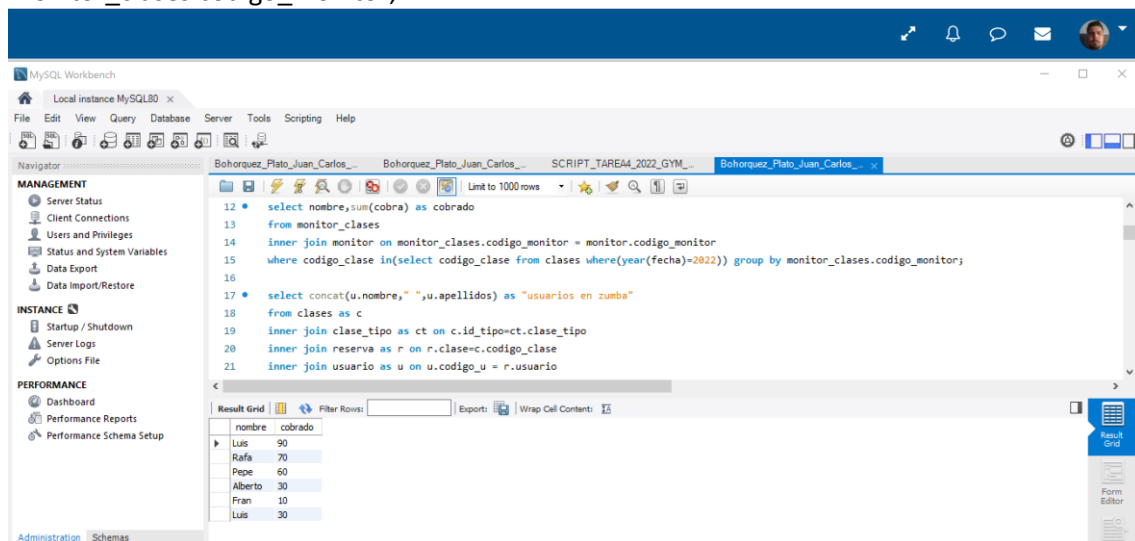 MySQL Workbench
Local instance MySQL80 ×
File Edit View Query Database Server Tools Scripting Help
Navigator
Bohorquez_Plato_Juan_Carlos_... Bohorquez_Plato_Juan_Carlos_... SCRIPT_TAREA4_2022_GYM_... Bohorquez_Plato_Juan_Carlos_... ×
MANAGEMENT
Server Status
Client Connections
Users and Privileges
Status and System Variables
Data Export
Data Import/Restore
INSTANCE
Startup / Shutdown
Server Logs
Options File
PERFORMANCE
Dashboard
Performance Reports
Performance Schema Setup
Administration Schemas
Limit to 1000 rows
12 select nombre,sum(cobra) as cobrado
13 from monitor_clases
14 inner join monitor on monitor_clases.codigo_monitor = monitor.codigo_monitor
15 where codigo_clase in(select codigo_clase from clases where(year(fecha)=2022)) group by monitor_clases.codigo_monitor;
16
17 select concat(u.nombre," ",u.apellidos) as "usuarios en zumba"
18 from clases as c
19 inner join clase_tipo as ct on c.id_tipo=ct.clase_tipo
20 inner join reserva as r on r.clase=c.codigo_clase
21 inner join usuario as u on u.codigo_u = r.usuario
Result Grid Filter Rows: Export: Wrap Cell Content:
nombre cobrado
Luis 90
Rafa 70
Pepe 60
Alberto 30
Fran 10
Luis 30
Result
Grid
Form
Editor